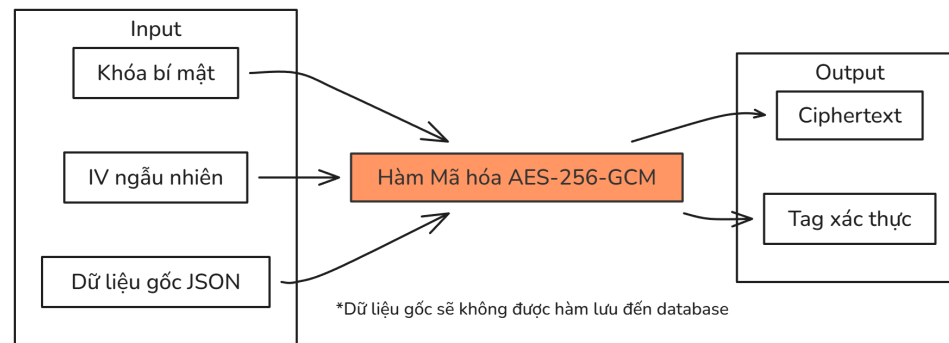 Input
Khóa bí mật
IV ngẫu nhiên
Dữ liệu gốc JSON
Hàm Mã hóa AES-256-GCM
Output
Ciphertext
Tag xác thực
*Dữ liệu gốc sẽ không được hàm lưu đến database